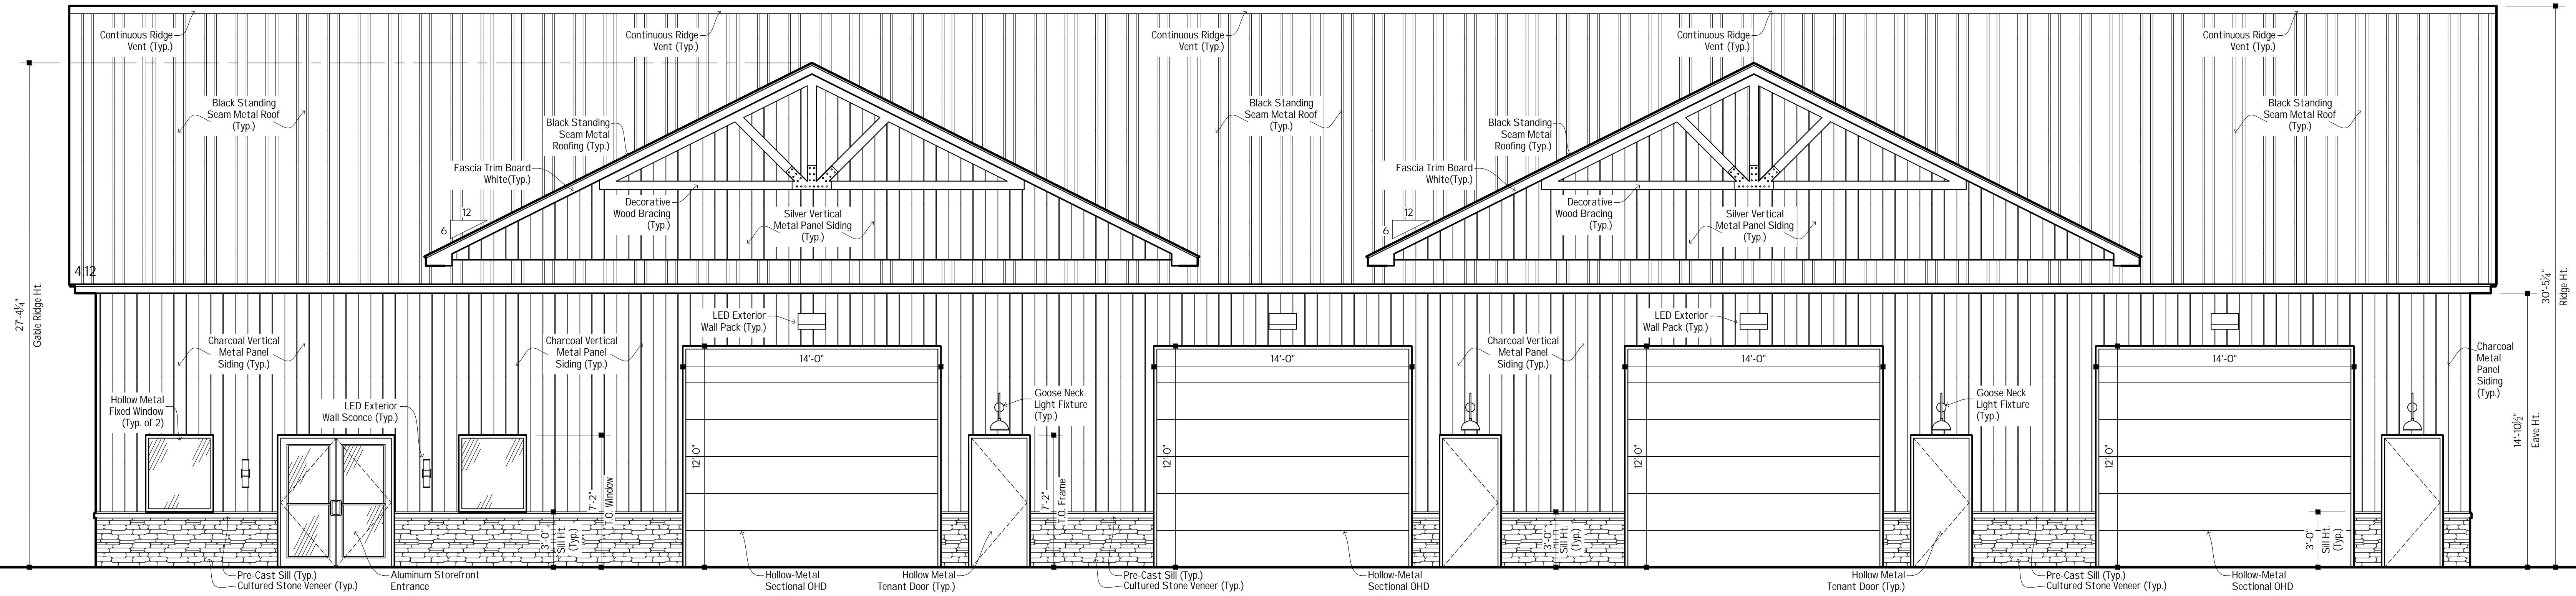 Continuous Ridge
Vent (Typ.)
Continuous Ridge
Vent (Typ.)
Continuous Ridge
Vent (Typ.)
Continuous Ridge
Vent (Typ.)
Continuous Ridge
Vent (Typ.)
Black Standing
Seam Metal Roof
(Typ.)
Black Standing
Seam Metal
Roofing (Typ.)
Black Standing
Seam Metal Roof
(Typ.)
Black Standing
Seam Metal
Roofing (Typ.)
Black Standing
Seam Metal Roof
(Typ.)
Fascia Trim Board
White(Typ.)
Fascia Trim Board
White(Typ.)
12
6
Decorative
Wood Bracing
(Typ.)
Silver Vertical
Metal Panel Siding
(Typ.)
12
6
Decorative
Wood Bracing
(Typ.)
Silver Vertical
Metal Panel Siding
(Typ.)
4:12
27'-4¼"
Gable Ridge Ht.
30'-5¼"
Ridge Ht.
14'-10½"
Eave Ht.
LED Exterior
Wall Pack (Typ.)
LED Exterior
Wall Pack (Typ.)
Charcoal Vertical
Metal Panel
Siding (Typ.)
Charcoal Vertical
Metal Panel
Siding (Typ.)
Charcoal Vertical
Metal Panel
Siding (Typ.)
Charcoal
Metal
Panel
Siding
(Typ.)
14'-0"
14'-0"
14'-0"
14'-0"
Hollow Metal
Fixed Window
(Typ. of 2)
LED Exterior
Wall Sconce (Typ.)
Goose Neck
Light Fixture
(Typ.)
Goose Neck
Light Fixture
(Typ.)
12'-0"
12'-0"
12'-0"
12'-0"
7'-2"
T.O. Window
7'-2"
T.O. Frame
3'-0"
Sill Ht.
(Typ.)
3'-0"
Sill Ht.
(Typ.)
3'-0"
Sill Ht.
(Typ.)
Pre-Cast Sill (Typ.)
Cultured Stone Veneer (Typ.)
Aluminum Storefront
Entrance
Hollow-Metal
Sectional OHD
Hollow Metal
Tenant Door (Typ.)
Pre-Cast Sill (Typ.)
Cultured Stone Veneer (Typ.)
Hollow-Metal
Sectional OHD
Hollow Metal
Tenant Door (Typ.)
Pre-Cast Sill (Typ.)
Cultured Stone Veneer (Typ.)
Hollow-Metal
Sectional OHD